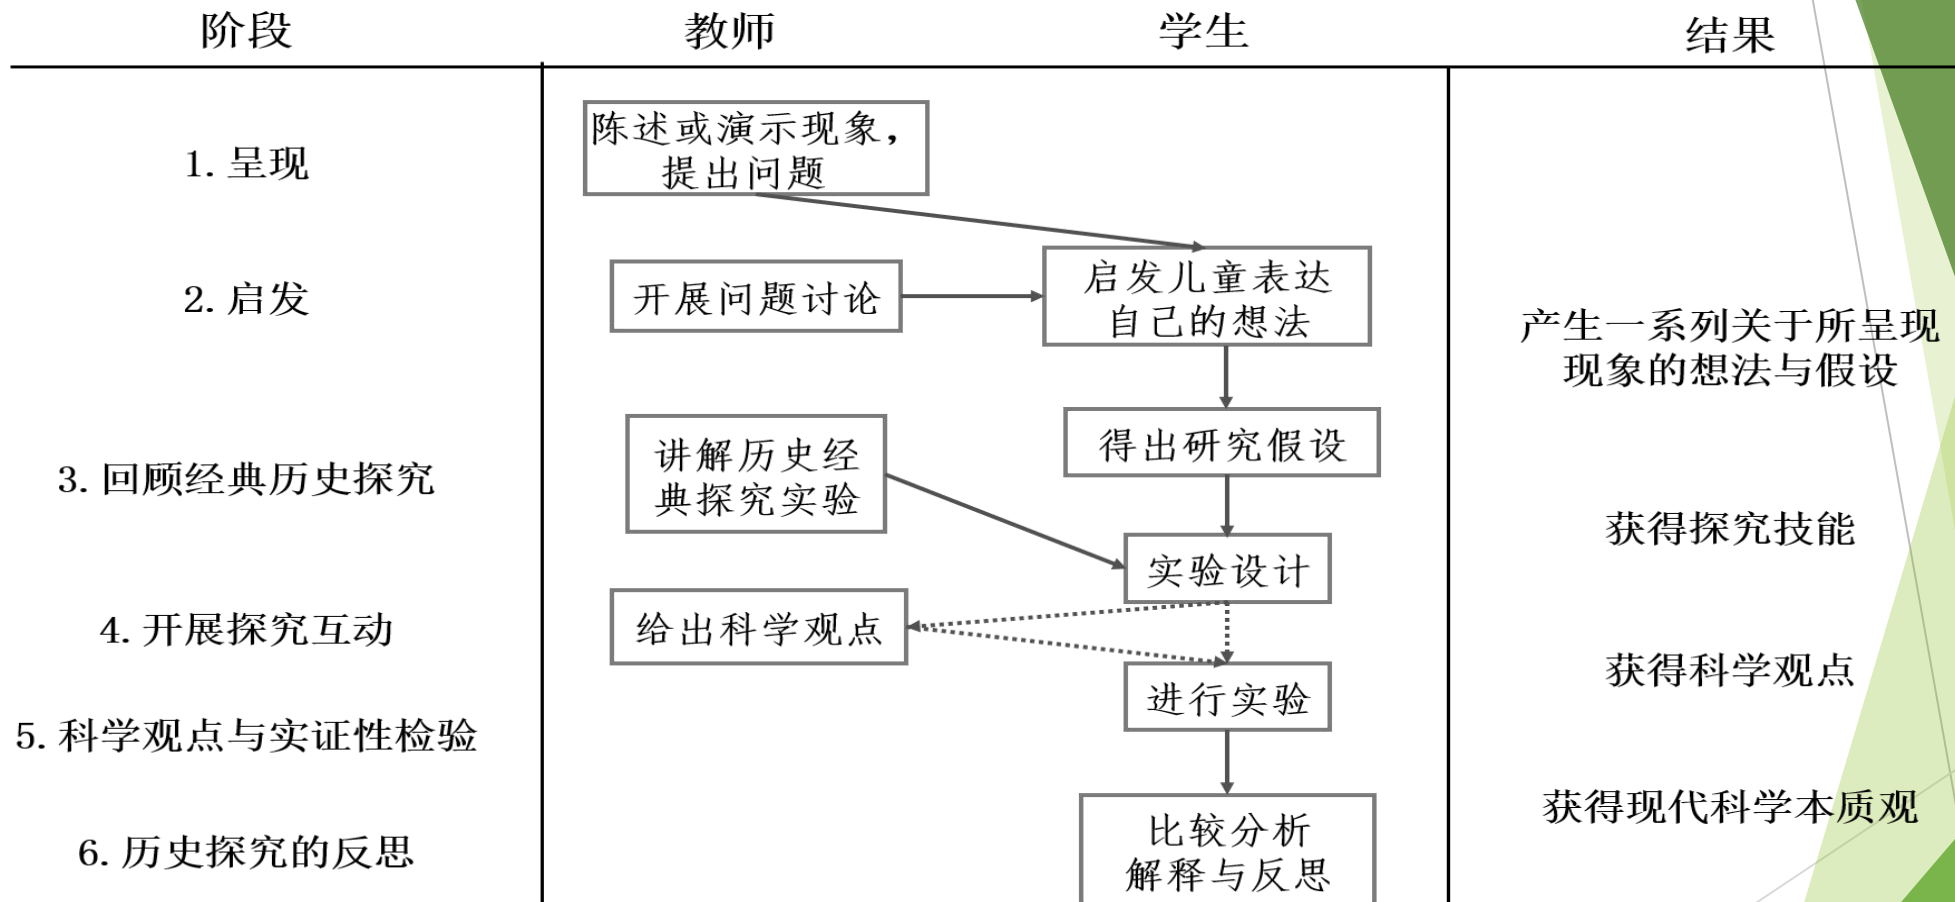 阶段 教师 学生 结果
陈述或演示现象，
提出问题
1. 呈现
2. 启发
开展问题讨论
启发儿童表达
自己的想法
产生一系列关于所呈现
现象的想法与假设
得出研究假设
3. 回顾经典历史探究
讲解历史经
典探究实验
获得探究技能
实验设计
4. 开展探究互动
给出科学观点
获得科学观点
进行实验
5. 科学观点与实证性检验
获得现代科学本质观
6. 历史探究的反思
比较分析
解释与反思